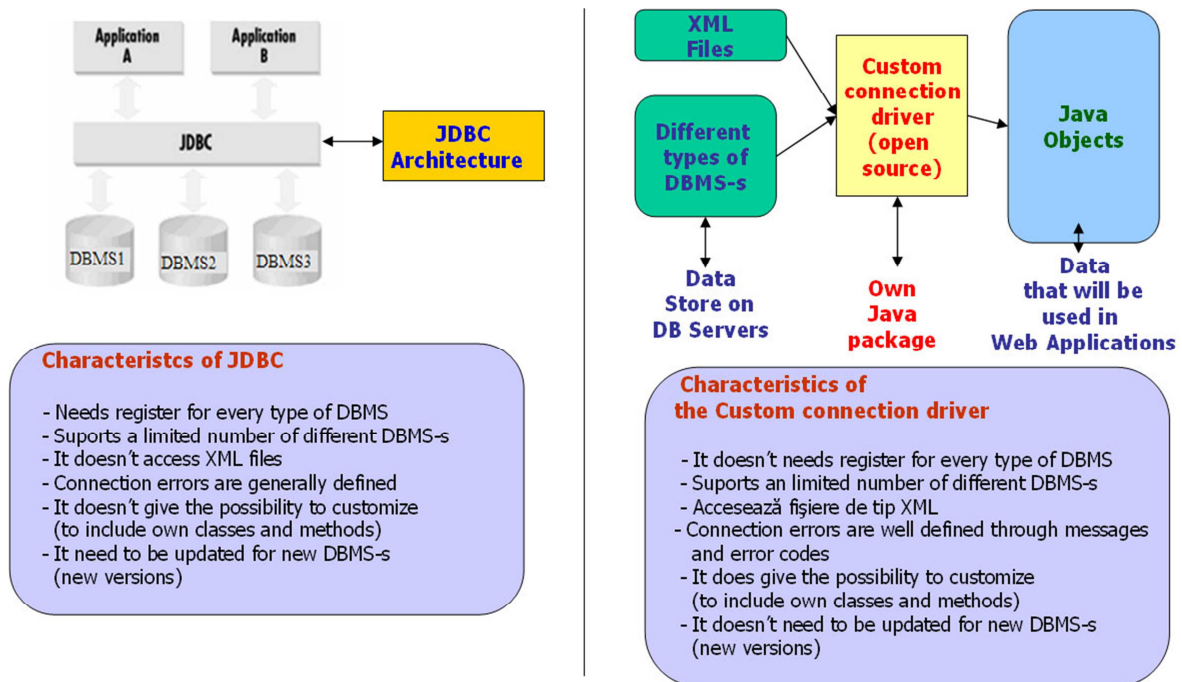 Application
A
Application
B
JDBC
JDBC
Architecture
DBMS1
DBMS2
DBMS3
Characteristcs of JDBC
- Needs register for every type of DBMS
- Suports a limited number of different DBMS-s
- It doesn't access XML files
- Connection errors are generally defined
- It doesn't give the possibility to customize
(to include own classes and methods)
- It need to be updated for new DBMS-s
(new versions)
XML
Files
Different
types of
DBMS-s
Custom
connection
driver
(open
source)
Java
Objects
Data
Store on
DB Servers
Own
Java
package
Data
that will be
used in
Web Applications
Characteristics of
the Custom connection driver
- It doesn't needs register for every type of DBMS
- Suports an limited number of different DBMS-s
- Accesează fişiere de tip XML
- Connection errors are well defined through messages
and error codes
- It does give the possibility to customize
(to include own classes and methods)
- It doesn't need to be updated for new DBMS-s
(new versions)